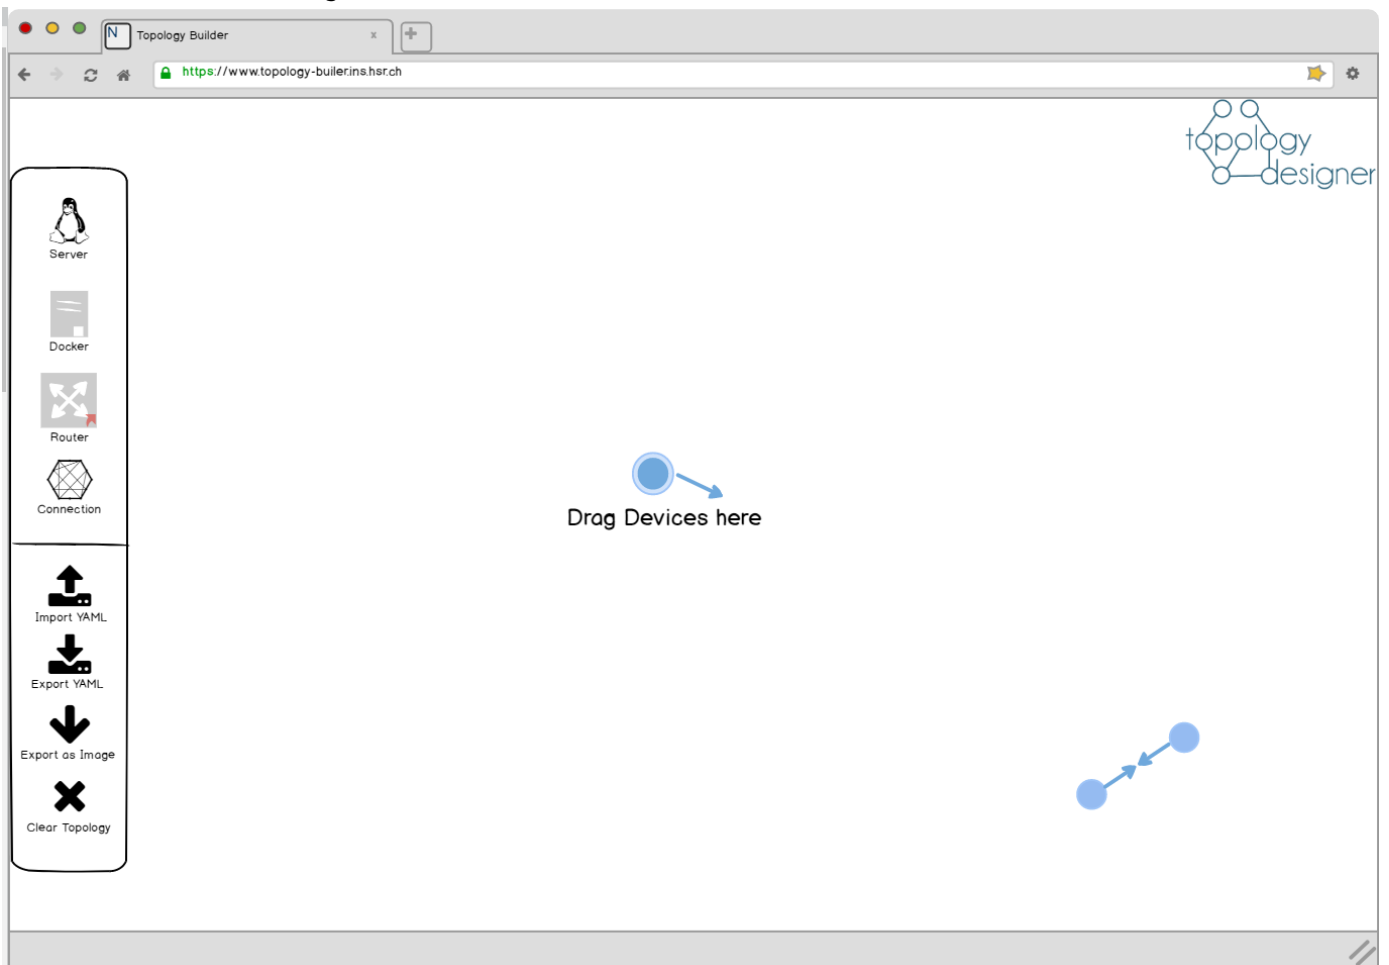 N
Topology Builder
x
https://www.topology-builer.ins.hsr.ch
topology
designer
Server
Docker
Router
Connection
Drag Devices here
Import YAML
Export YAML
Export as Image
Clear Topology